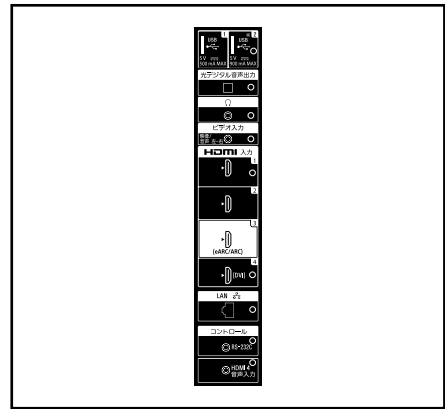 1 2
USB USB
5V ⎓ 5V ⎓
500 mA MAX 900 mA MAX
光デジタル音声出力
ビデオ入力
映像/
音声 左-右
HDMI 入力
1
2
3
(eARC/ARC)
4
(DVI)
LAN
コントロール
RS-232C
HDMI 4
音声入力